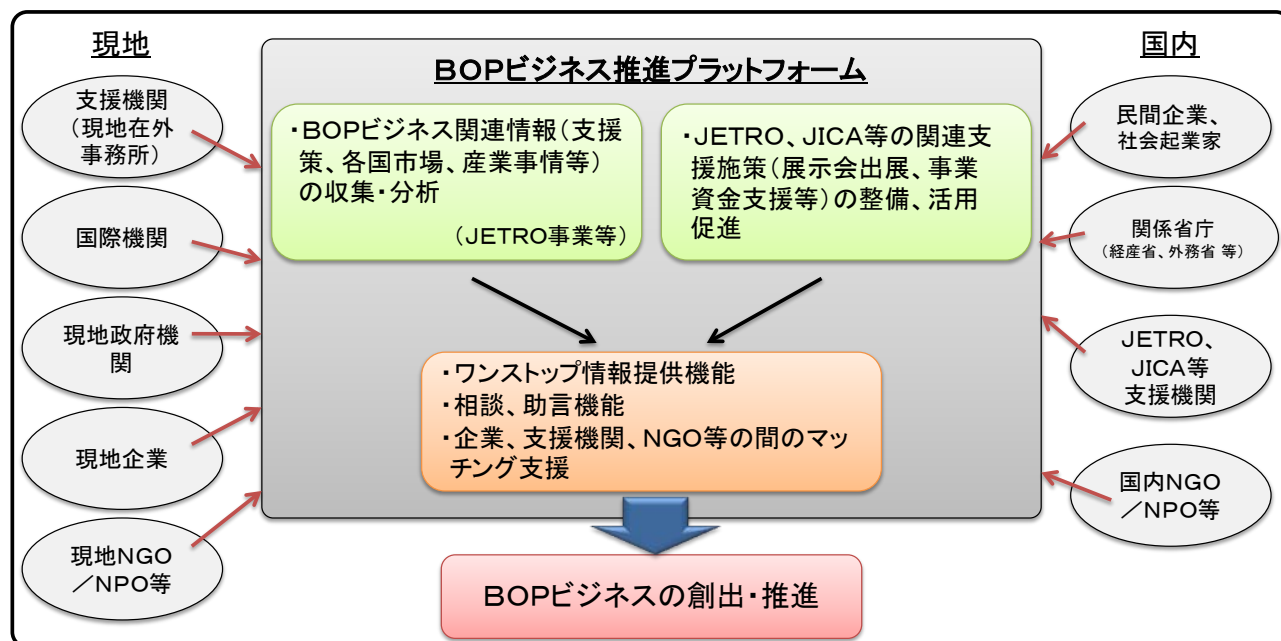 現地
支援機関
（現地在外
事務所）
国際機関
現地政府機
関
現地企業
現地ＮＧＯ
／ＮＰＯ等
ＢＯＰビジネス推進プラットフォーム
・ＢＯＰビジネス関連情報（支援
策、各国市場、産業事情等）
の収集・分析
（ＪＥＴＲＯ事業等）
・ＪＥＴＲＯ、ＪＩＣＡ等の関連支
援施策（展示会出展、事業
資金支援等）の整備、活用
促進
・ワンストップ情報提供機能
・相談、助言機能
・企業、支援機関、ＮＧＯ等の間のマッ
チング支援
ＢＯＰビジネスの創出・推進
国内
民間企業、
社会起業家
関係省庁
（経産省、外務省 等）
ＪＥＴＲＯ、
ＪＩＣＡ等
支援機関
国内ＮＧＯ
／ＮＰＯ等